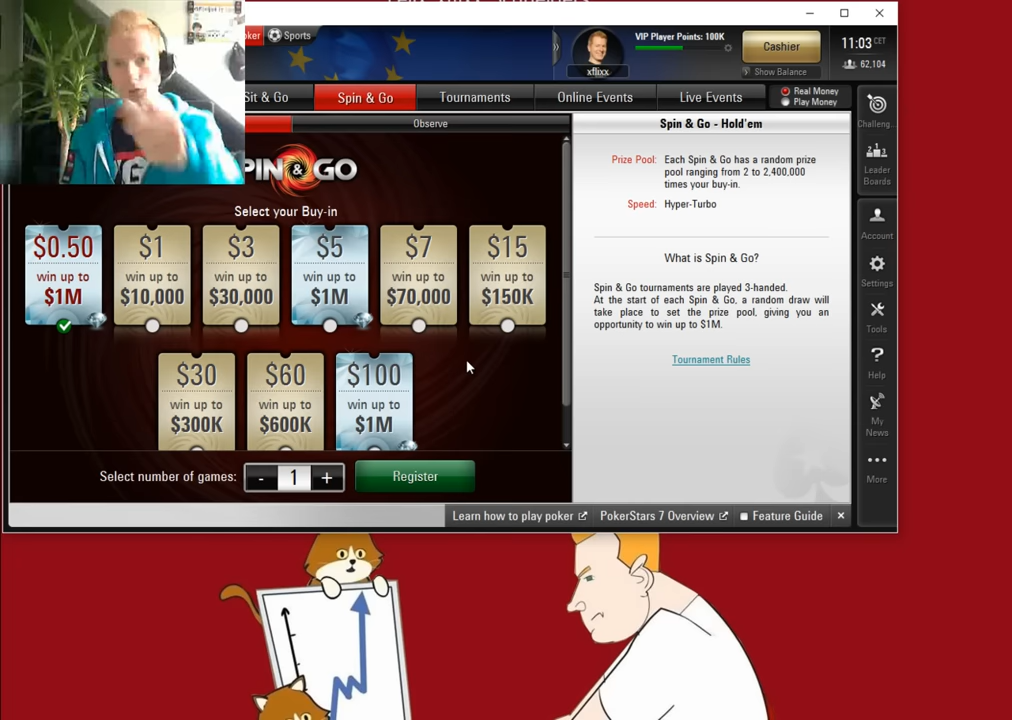 oker Sports
xflixx
VIP Player Points: 100K
Cashier
Show Balance
11:03 CET
62,104
Sit & Go
Spin & Go
Tournaments
Online Events
Live Events
Real Money
Play Money
Observe
SPIN & GO
Select your Buy-in
$0.50
win up to
$1M
$1
win up to
$10,000
$3
win up to
$30,000
$5
win up to
$1M
$7
win up to
$70,000
$15
win up to
$150K
$30
win up to
$300K
$60
win up to
$600K
$100
win up to
$1M
Select number of games: - 1 + Register
Spin & Go - Hold'em
Prize Pool: Each Spin & Go has a random prize
pool ranging from 2 to 2,400,000
times your buy-in.
Speed: Hyper-Turbo
What is Spin & Go?
Spin & Go tournaments are played 3-handed.
At the start of each Spin & Go, a random draw will
take place to set the prize pool, giving you an
opportunity to win up to $1M.
Tournament Rules
Challeng...
Leader
Boards
Account
Settings
Tools
?
Help
My
News
More
Learn how to play poker PokerStars 7 Overview Feature Guide ×